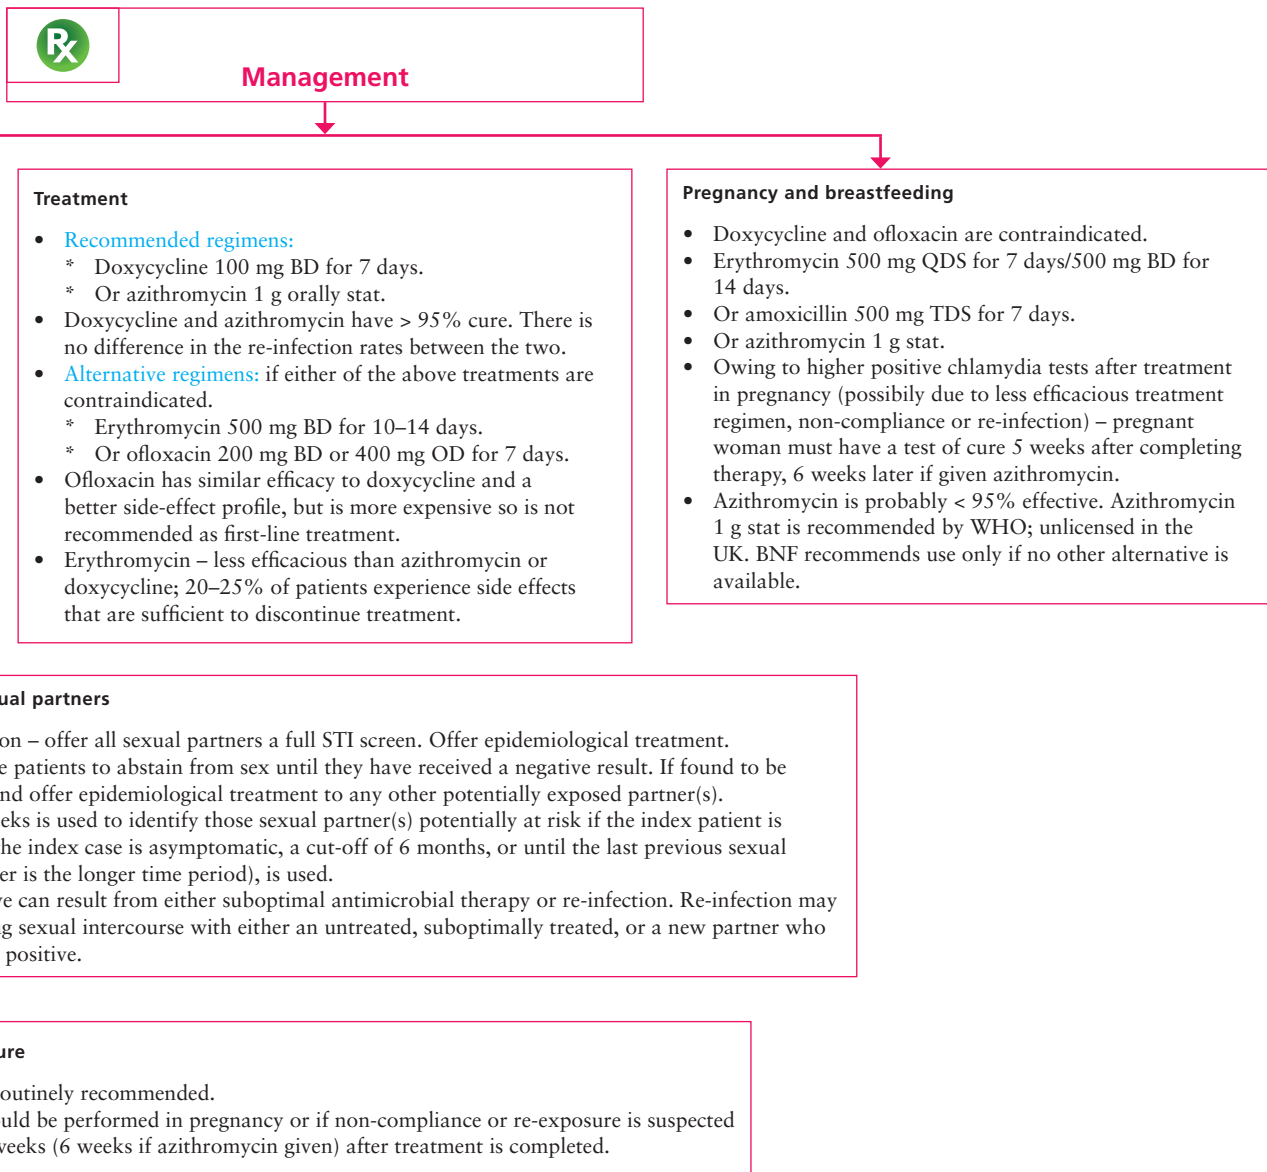 Rx
Management
Treatment
• Recommended regimens:
* Doxycycline 100 mg BD for 7 days.
* Or azithromycin 1 g orally stat.
• Doxycycline and azithromycin have > 95% cure. There is
no difference in the re-infection rates between the two.
• Alternative regimens: if either of the above treatments are
contraindicated.
* Erythromycin 500 mg BD for 10–14 days.
* Or ofloxacin 200 mg BD or 400 mg OD for 7 days.
• Ofloxacin has similar efficacy to doxycycline and a
better side-effect profile, but is more expensive so is not
recommended as first-line treatment.
• Erythromycin – less efficacious than azithromycin or
doxycycline; 20–25% of patients experience side effects
that are sufficient to discontinue treatment.
Pregnancy and breastfeeding
• Doxycycline and ofloxacin are contraindicated.
• Erythromycin 500 mg QDS for 7 days/500 mg BD for
14 days.
• Or amoxicillin 500 mg TDS for 7 days.
• Or azithromycin 1 g stat.
• Owing to higher positive chlamydia tests after treatment
in pregnancy (possibily due to less efficacious treatment
regimen, non-compliance or re-infection) – pregnant
woman must have a test of cure 5 weeks after completing
therapy, 6 weeks later if given azithromycin.
• Azithromycin is probably < 95% effective. Azithromycin
1 g stat is recommended by WHO; unlicensed in the
UK. BNF recommends use only if no other alternative is
available.
ual partners
on – offer all sexual partners a full STI screen. Offer epidemiological treatment.
e patients to abstain from sex until they have received a negative result. If found to be
nd offer epidemiological treatment to any other potentially exposed partner(s).
eks is used to identify those sexual partner(s) potentially at risk if the index patient is
he index case is asymptomatic, a cut-off of 6 months, or until the last previous sexual
er is the longer time period), is used.
ve can result from either suboptimal antimicrobial therapy or re-infection. Re-infection may
ng sexual intercourse with either an untreated, suboptimally treated, or a new partner who
positive.
ure
outinely recommended.
ould be performed in pregnancy or if non-compliance or re-exposure is suspected
weeks (6 weeks if azithromycin given) after treatment is completed.